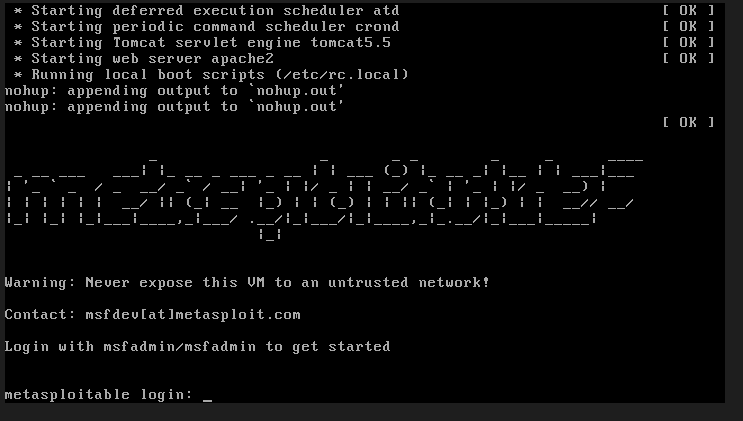 * Starting deferred execution scheduler atd [ OK ]
* Starting periodic command scheduler crond [ OK ]
* Starting Tomcat servlet engine tomcat5.5 [ OK ]
* Starting web server apache2 [ OK ]
* Running local boot scripts (/etc/rc.local)
nohup: appending output to `nohup.out'
nohup: appending output to `nohup.out'
[ OK ]
metasploitable2
Warning: Never expose this VM to an untrusted network!
Contact: msfdev[at]metasploit.com
Login with msfadmin/msfadmin to get started
metasploitable login: _